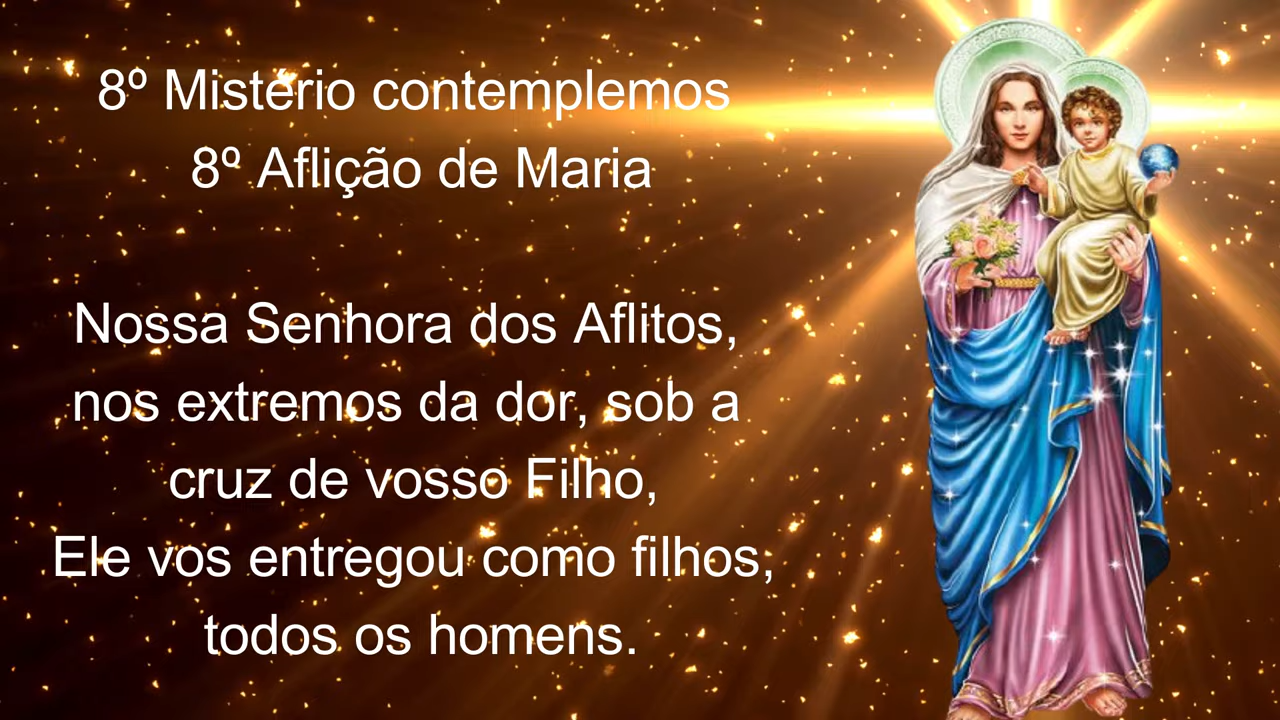 8º Mistério contemplemos
8º Aflição de Maria
Nossa Senhora dos Aflitos,
nos extremos da dor, sob a
cruz de vosso Filho,
Ele vos entregou como filhos,
todos os homens.